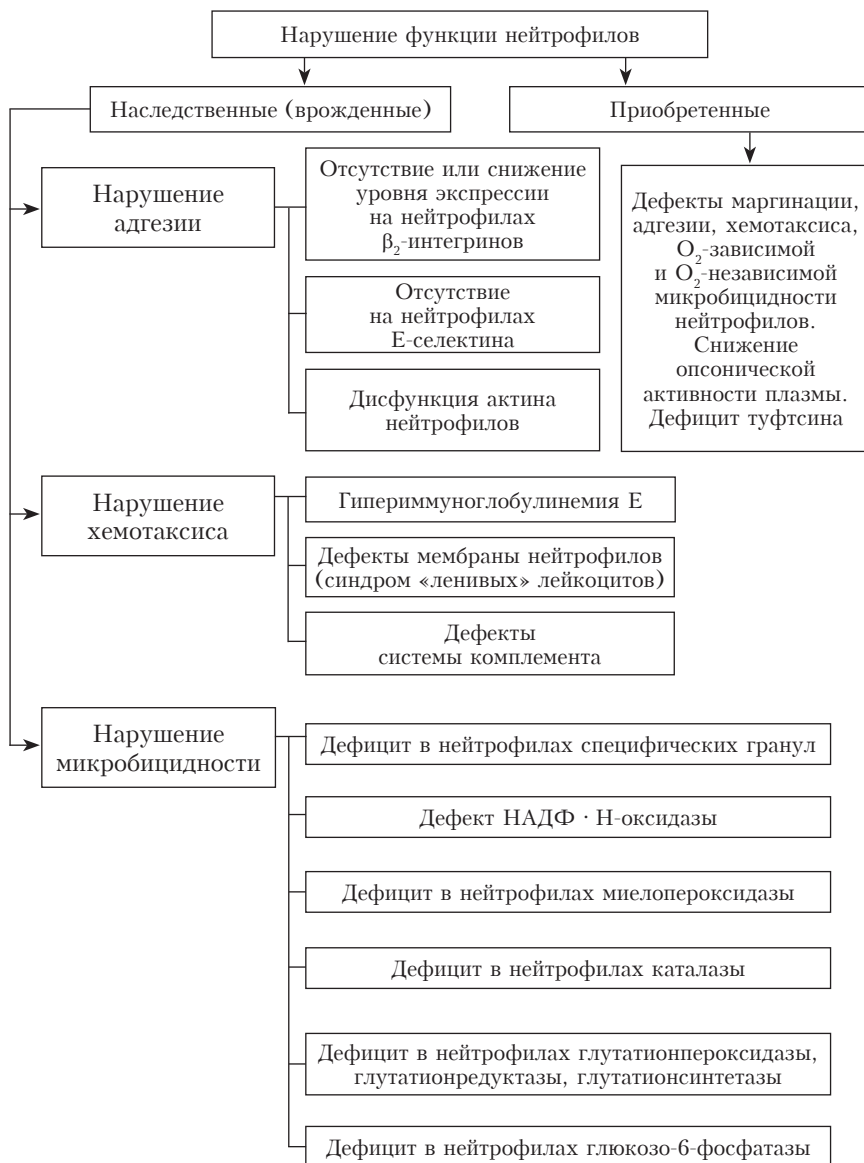 Нарушение функции нейтрофилов
Наследственные (врожденные)
Приобретенные
Нарушение
адгезии
Отсутствие или снижение
уровня экспрессии
на нейтрофилах
β₂-интегринов
Отсутствие
на нейтрофилах
Е-селектина
Дисфункция актина
нейтрофилов
Дефекты маргинации,
адгезии, хемотаксиса,
O₂-зависимой
и O₂-независимой
микробицидности
нейтрофилов.
Снижение
опсонической
активности плазмы.
Дефицит туфтсина
Нарушение
хемотаксиса
Гипериммуноглобулинемия Е
Дефекты мембраны нейтрофилов
(синдром «ленивых» лейкоцитов)
Дефекты
системы комплемента
Нарушение
микробицидности
Дефицит в нейтрофилах специфических гранул
Дефект НАДФ · Н-оксидазы
Дефицит в нейтрофилах миелопероксидазы
Дефицит в нейтрофилах каталазы
Дефицит в нейтрофилах глутатионпероксидазы,
глутатионредуктазы, глутатионсинтетазы
Дефицит в нейтрофилах глюкозо-6-фосфатазы